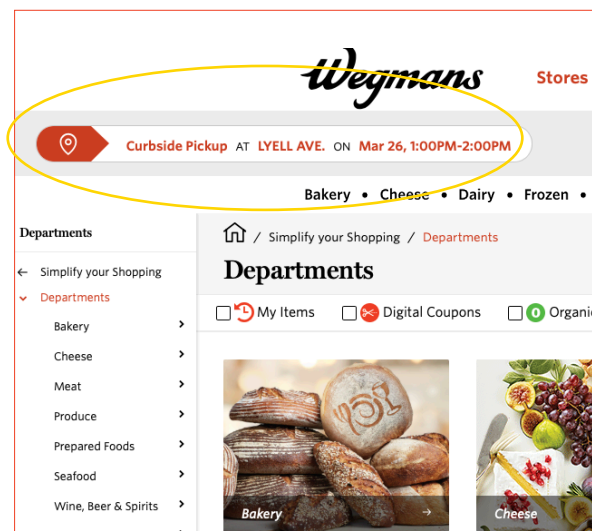 Wegmans
Stores
Curbside Pickup AT LYELL AVE. ON Mar 26, 1:00PM-2:00PM
Bakery • Cheese • Dairy • Frozen •
Departments
← Simplify your Shopping
Departments
Bakery
Cheese
Meat
Produce
Prepared Foods
Seafood
Wine, Beer & Spirits
/ Simplify your Shopping / Departments
Departments
My Items
Digital Coupons
Organi
Bakery →
Cheese